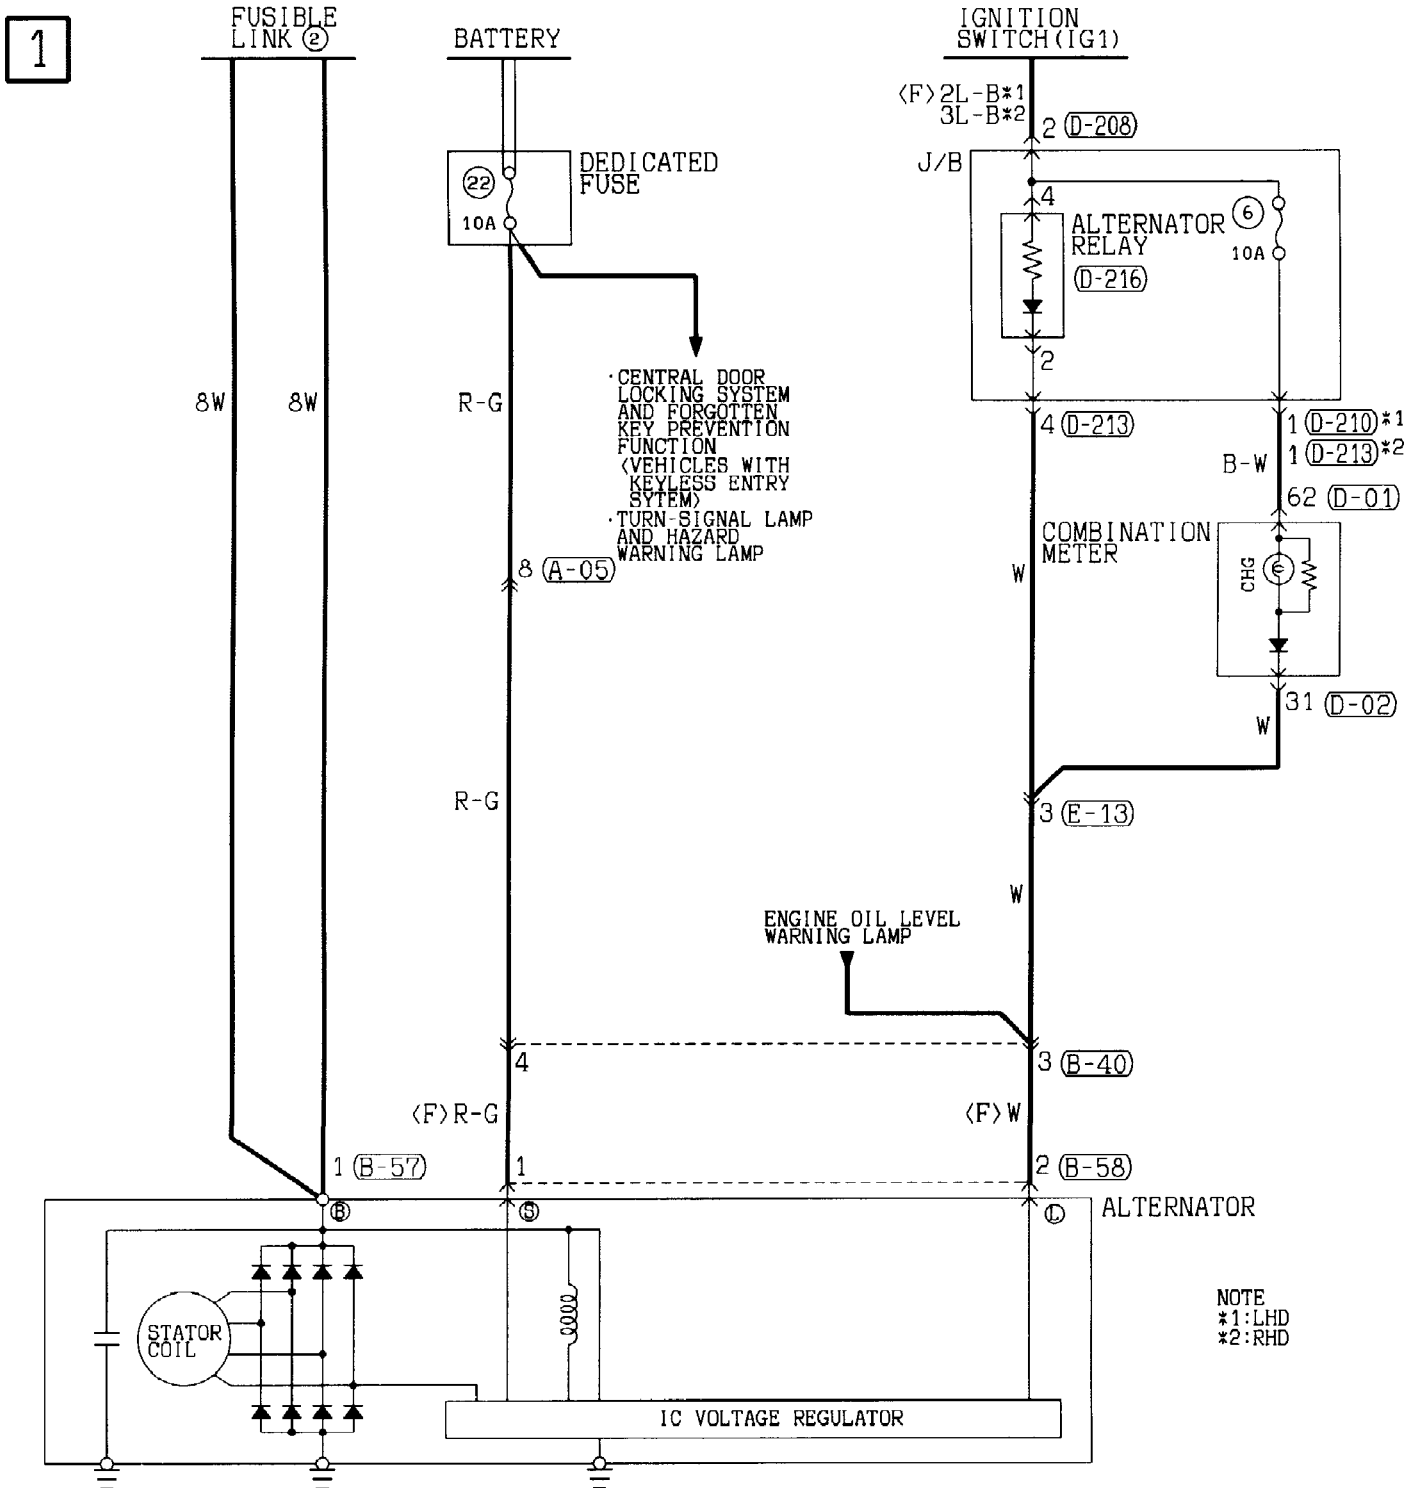 1
FUSIBLE
LINK ②
BATTERY
IGNITION
SWITCH(IG1)
<F>2L-B*1
3L-B*2
2 (D-208)
J/B
DEDICATED
FUSE
22
10A
4
ALTERNATOR
RELAY
(D-216)
6
10A
2
8W
8W
R-G
·CENTRAL DOOR
LOCKING SYSTEM
AND FORGOTTEN
KEY PREVENTION
FUNCTION
<VEHICLES WITH
KEYLESS ENTRY
SYTEM>
·TURN-SIGNAL LAMP
AND HAZARD
WARNING LAMP
4 (D-213)
1 (D-210)*1
1 (D-213)*2
B-W
62 (D-01)
COMBINATION
METER
CHG
8 (A-05)
W
31 (D-02)
W
R-G
3 (E-13)
W
ENGINE OIL LEVEL
WARNING LAMP
4
3 (B-40)
<F>R-G
<F>W
1 (B-57)
1
2 (B-58)
B
S
L
ALTERNATOR
STATOR
COIL
IC VOLTAGE REGULATOR
NOTE
*1:LHD
*2:RHD